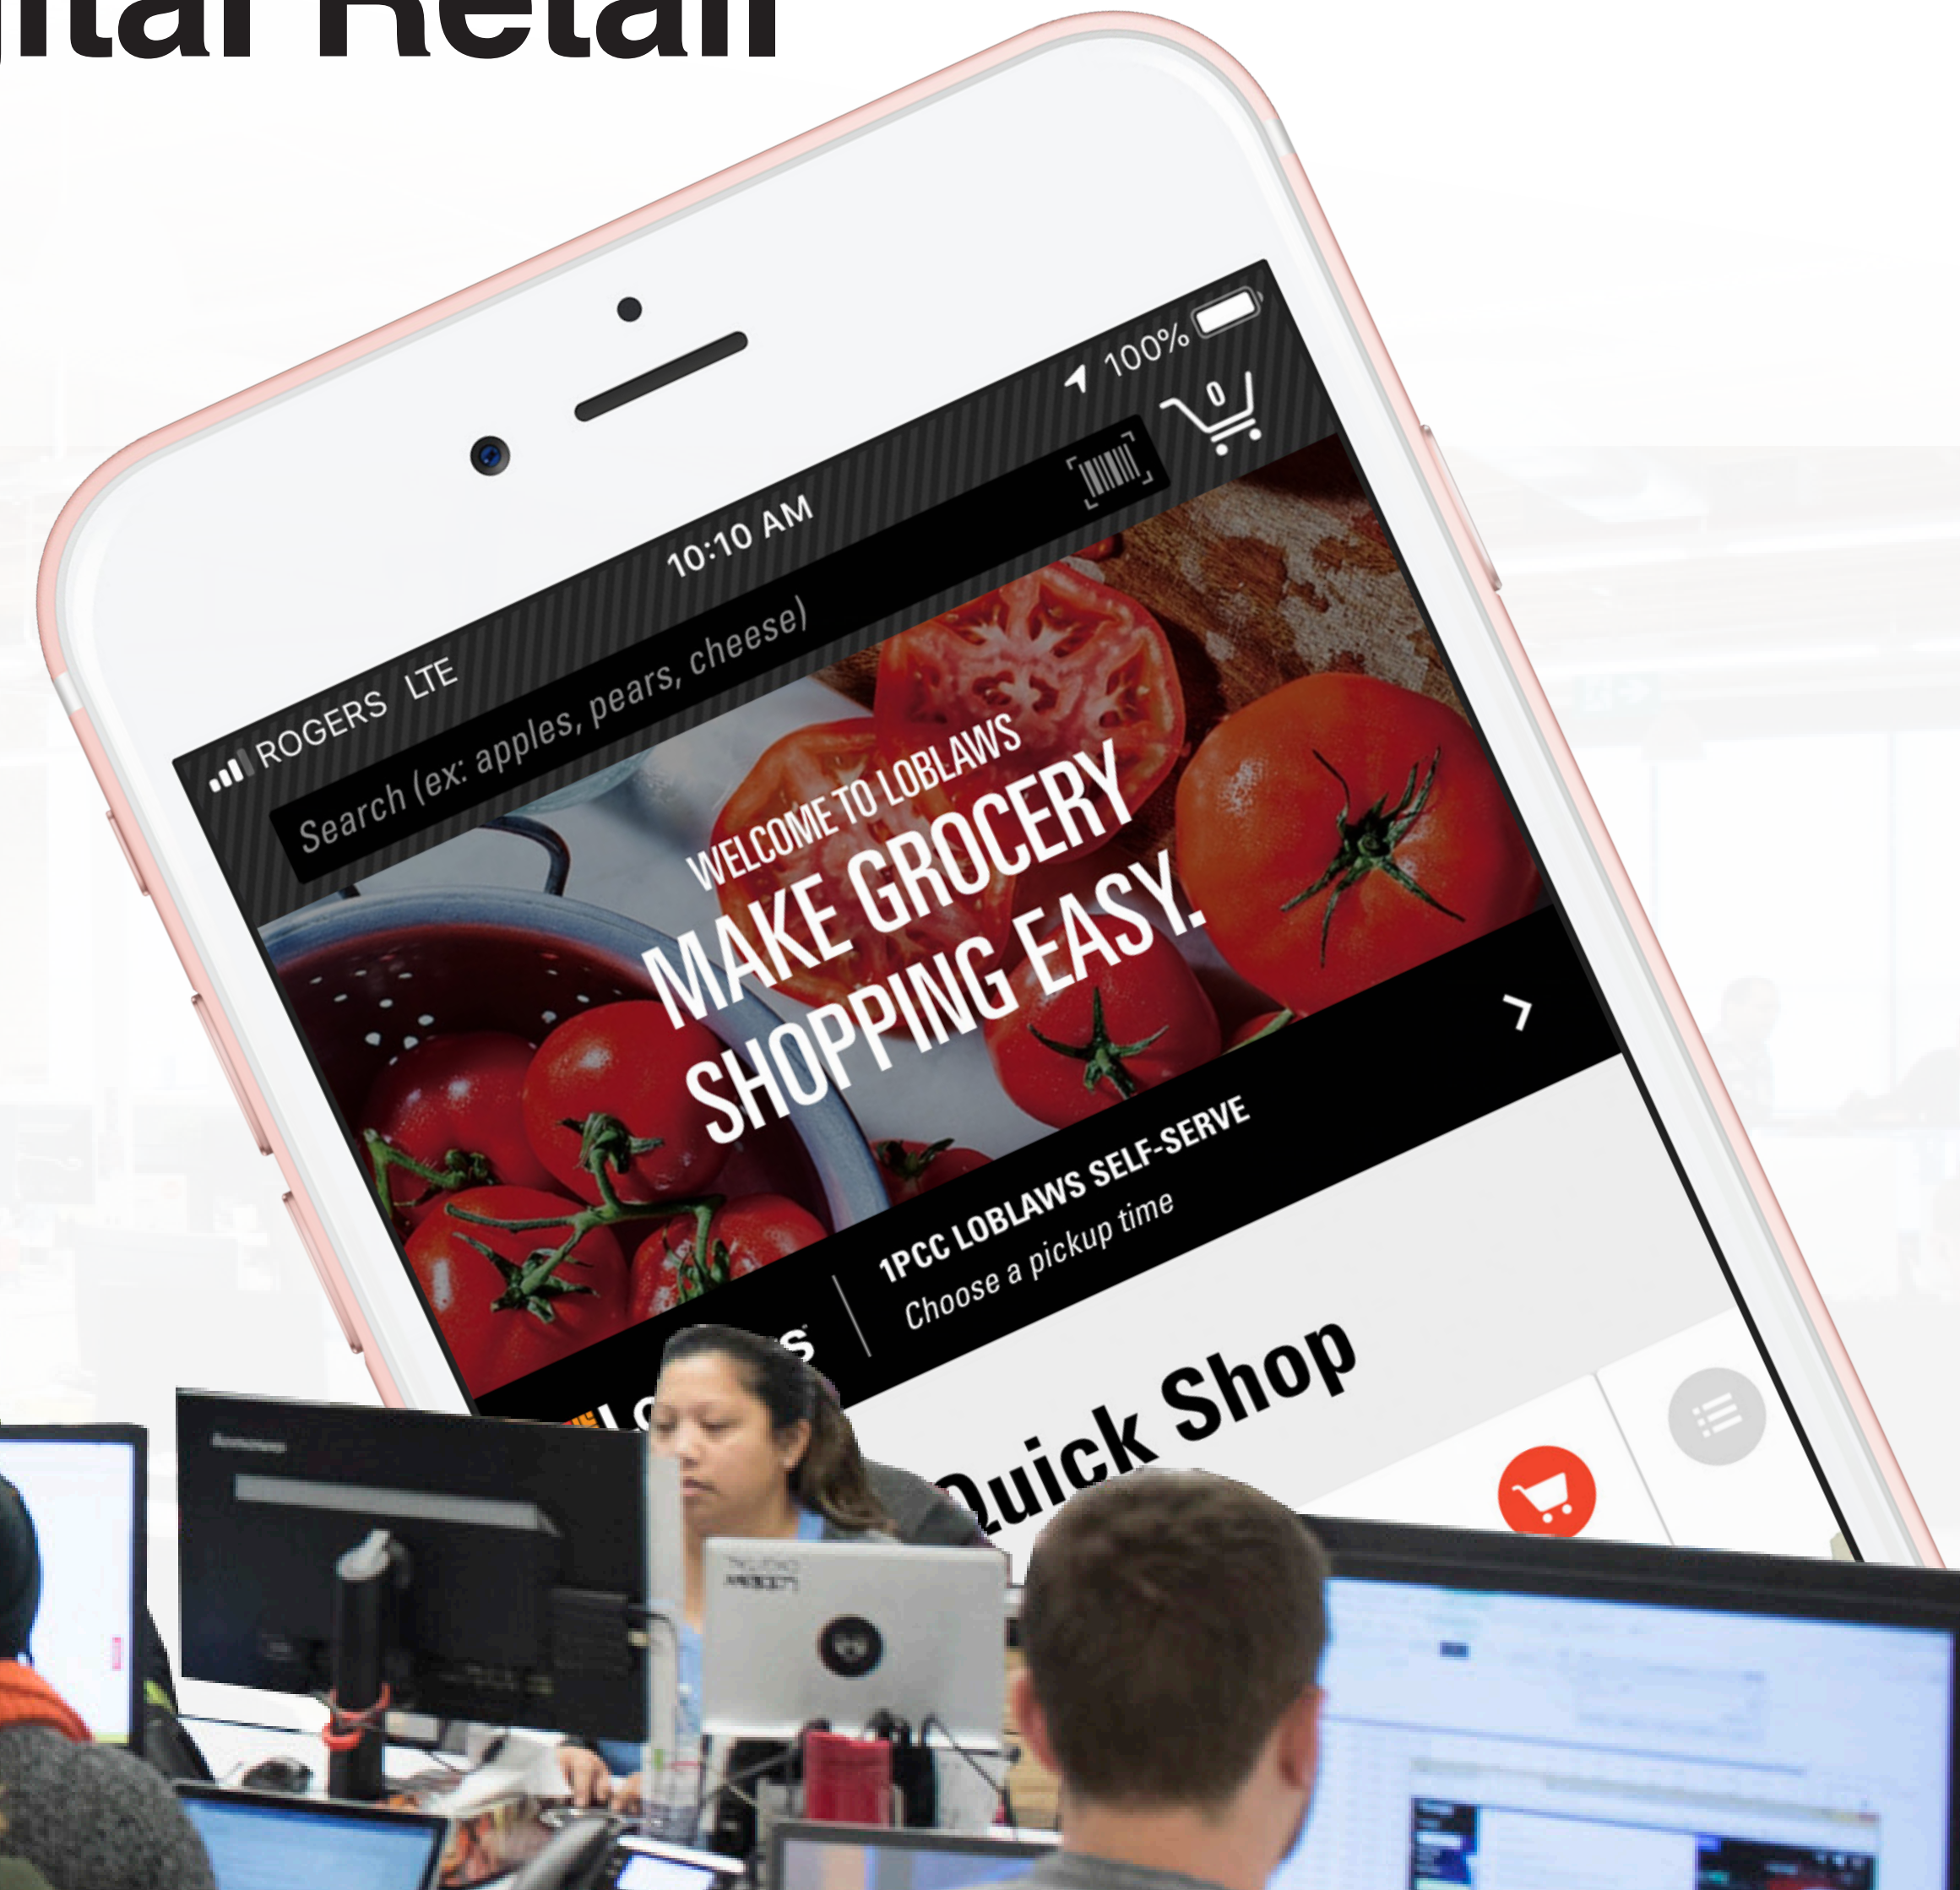 Retail
ROGERS LTE
10:10 AM
100%
0
Search (ex: apples, pears, cheese)
WELCOME TO LOBLAWS
MAKE GROCERY
SHOPPING EASY.
1PCC LOBLAWS SELF-SERVE
Choose a pickup time
Quick Shop